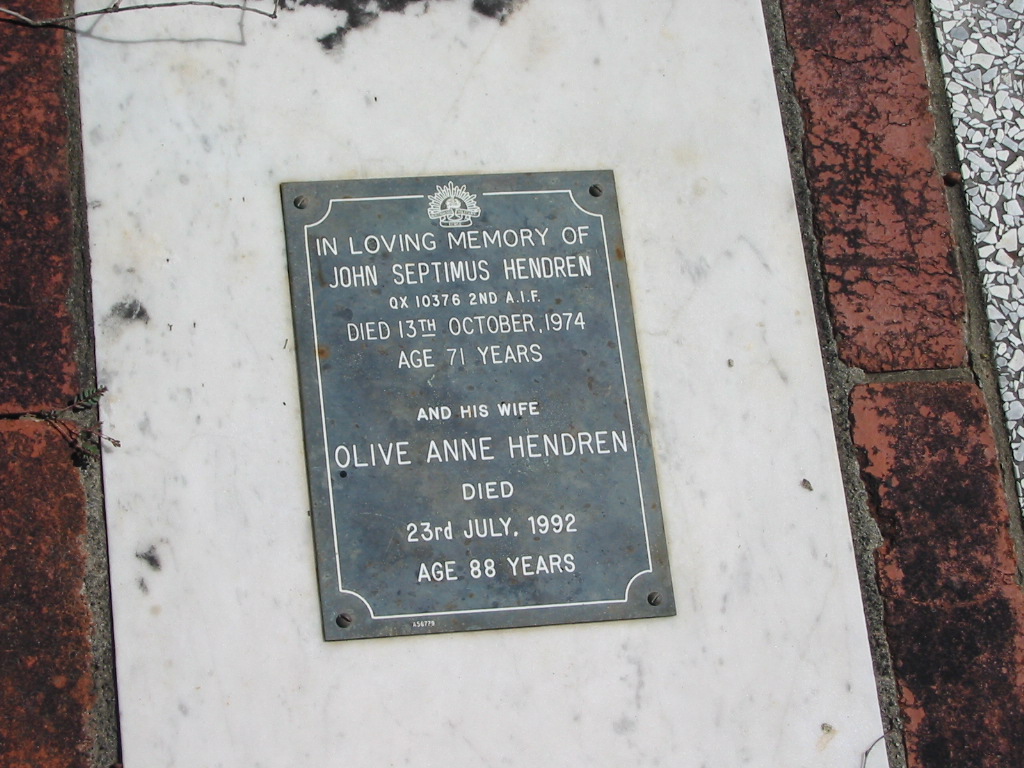 IN LOVING MEMORY OF
JOHN SEPTIMUS HENDREN
QX 10376 2ND A.I.F.
DIED 13TH OCTOBER, 1974
AGE 71 YEARS
AND HIS WIFE
OLIVE ANNE HENDREN
DIED
23rd JULY, 1992
AGE 88 YEARS